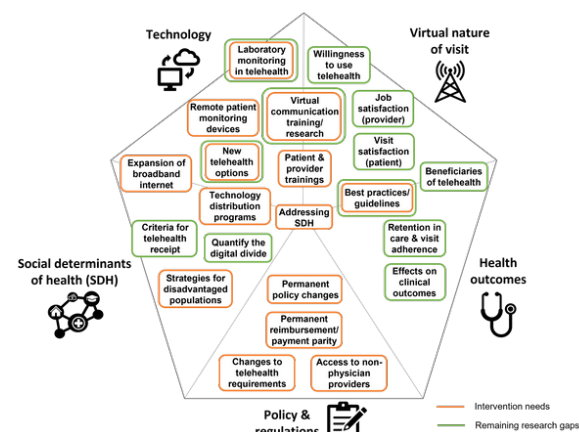 Technology
Virtual nature
of visit
Laboratory
monitoring
in telehealth
Willingness
to use
telehealth
Remote patient
monitoring
devices
Virtual
communication
training/
research
Job
satisfaction
(provider)
Visit
satisfaction
(patient)
New
telehealth
options
Patient &
provider
trainings
Expansion of
broadband
internet
Beneficiaries
of telehealth
Technology
distribution
programs
Best practices/
guidelines
Addressing
SDH
Criteria for
telehealth
receipt
Quantify the
digital divide
Retention in
care & visit
adherence
Social determinants
of health (SDH)
Strategies for
disadvantaged
populations
Effects on
clinical
outcomes
Health
outcomes
Permanent
policy changes
Permanent
reimbursement/
payment parity
Changes to
telehealth
requirements
Access to non-
physician
providers
Policy &
regulations
Intervention needs
Remaining research gaps